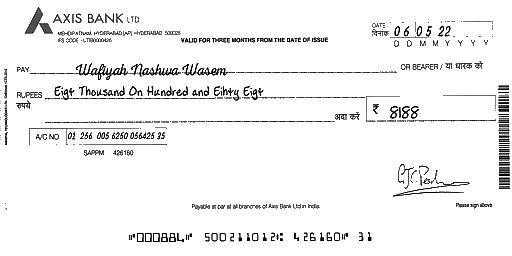 AXIS BANK LTD
MEHDIPATNAM, HYDERABAD [AP] - HYDERABAD 500028
IFS CODE - UTIB0000426
VALID FOR THREE MONTHS FROM THE DATE OF ISSUE
DATE दिनांक 06 05 22
D D M M Y Y Y Y
PAY Wafiyah Nashwa Wasem OR BEARER / या धारक को
RUPEES रुपये Eigt Thousand On Hundred and Eihty Eigt
अदा करें ₹ 8188
A/C NO 02 256 005 6250 056425 35
SAPPM 426160
Payable at par at all branches of Axis Bank Ltd in India.
Please sign above
"000884" 500211012: 426160" 31